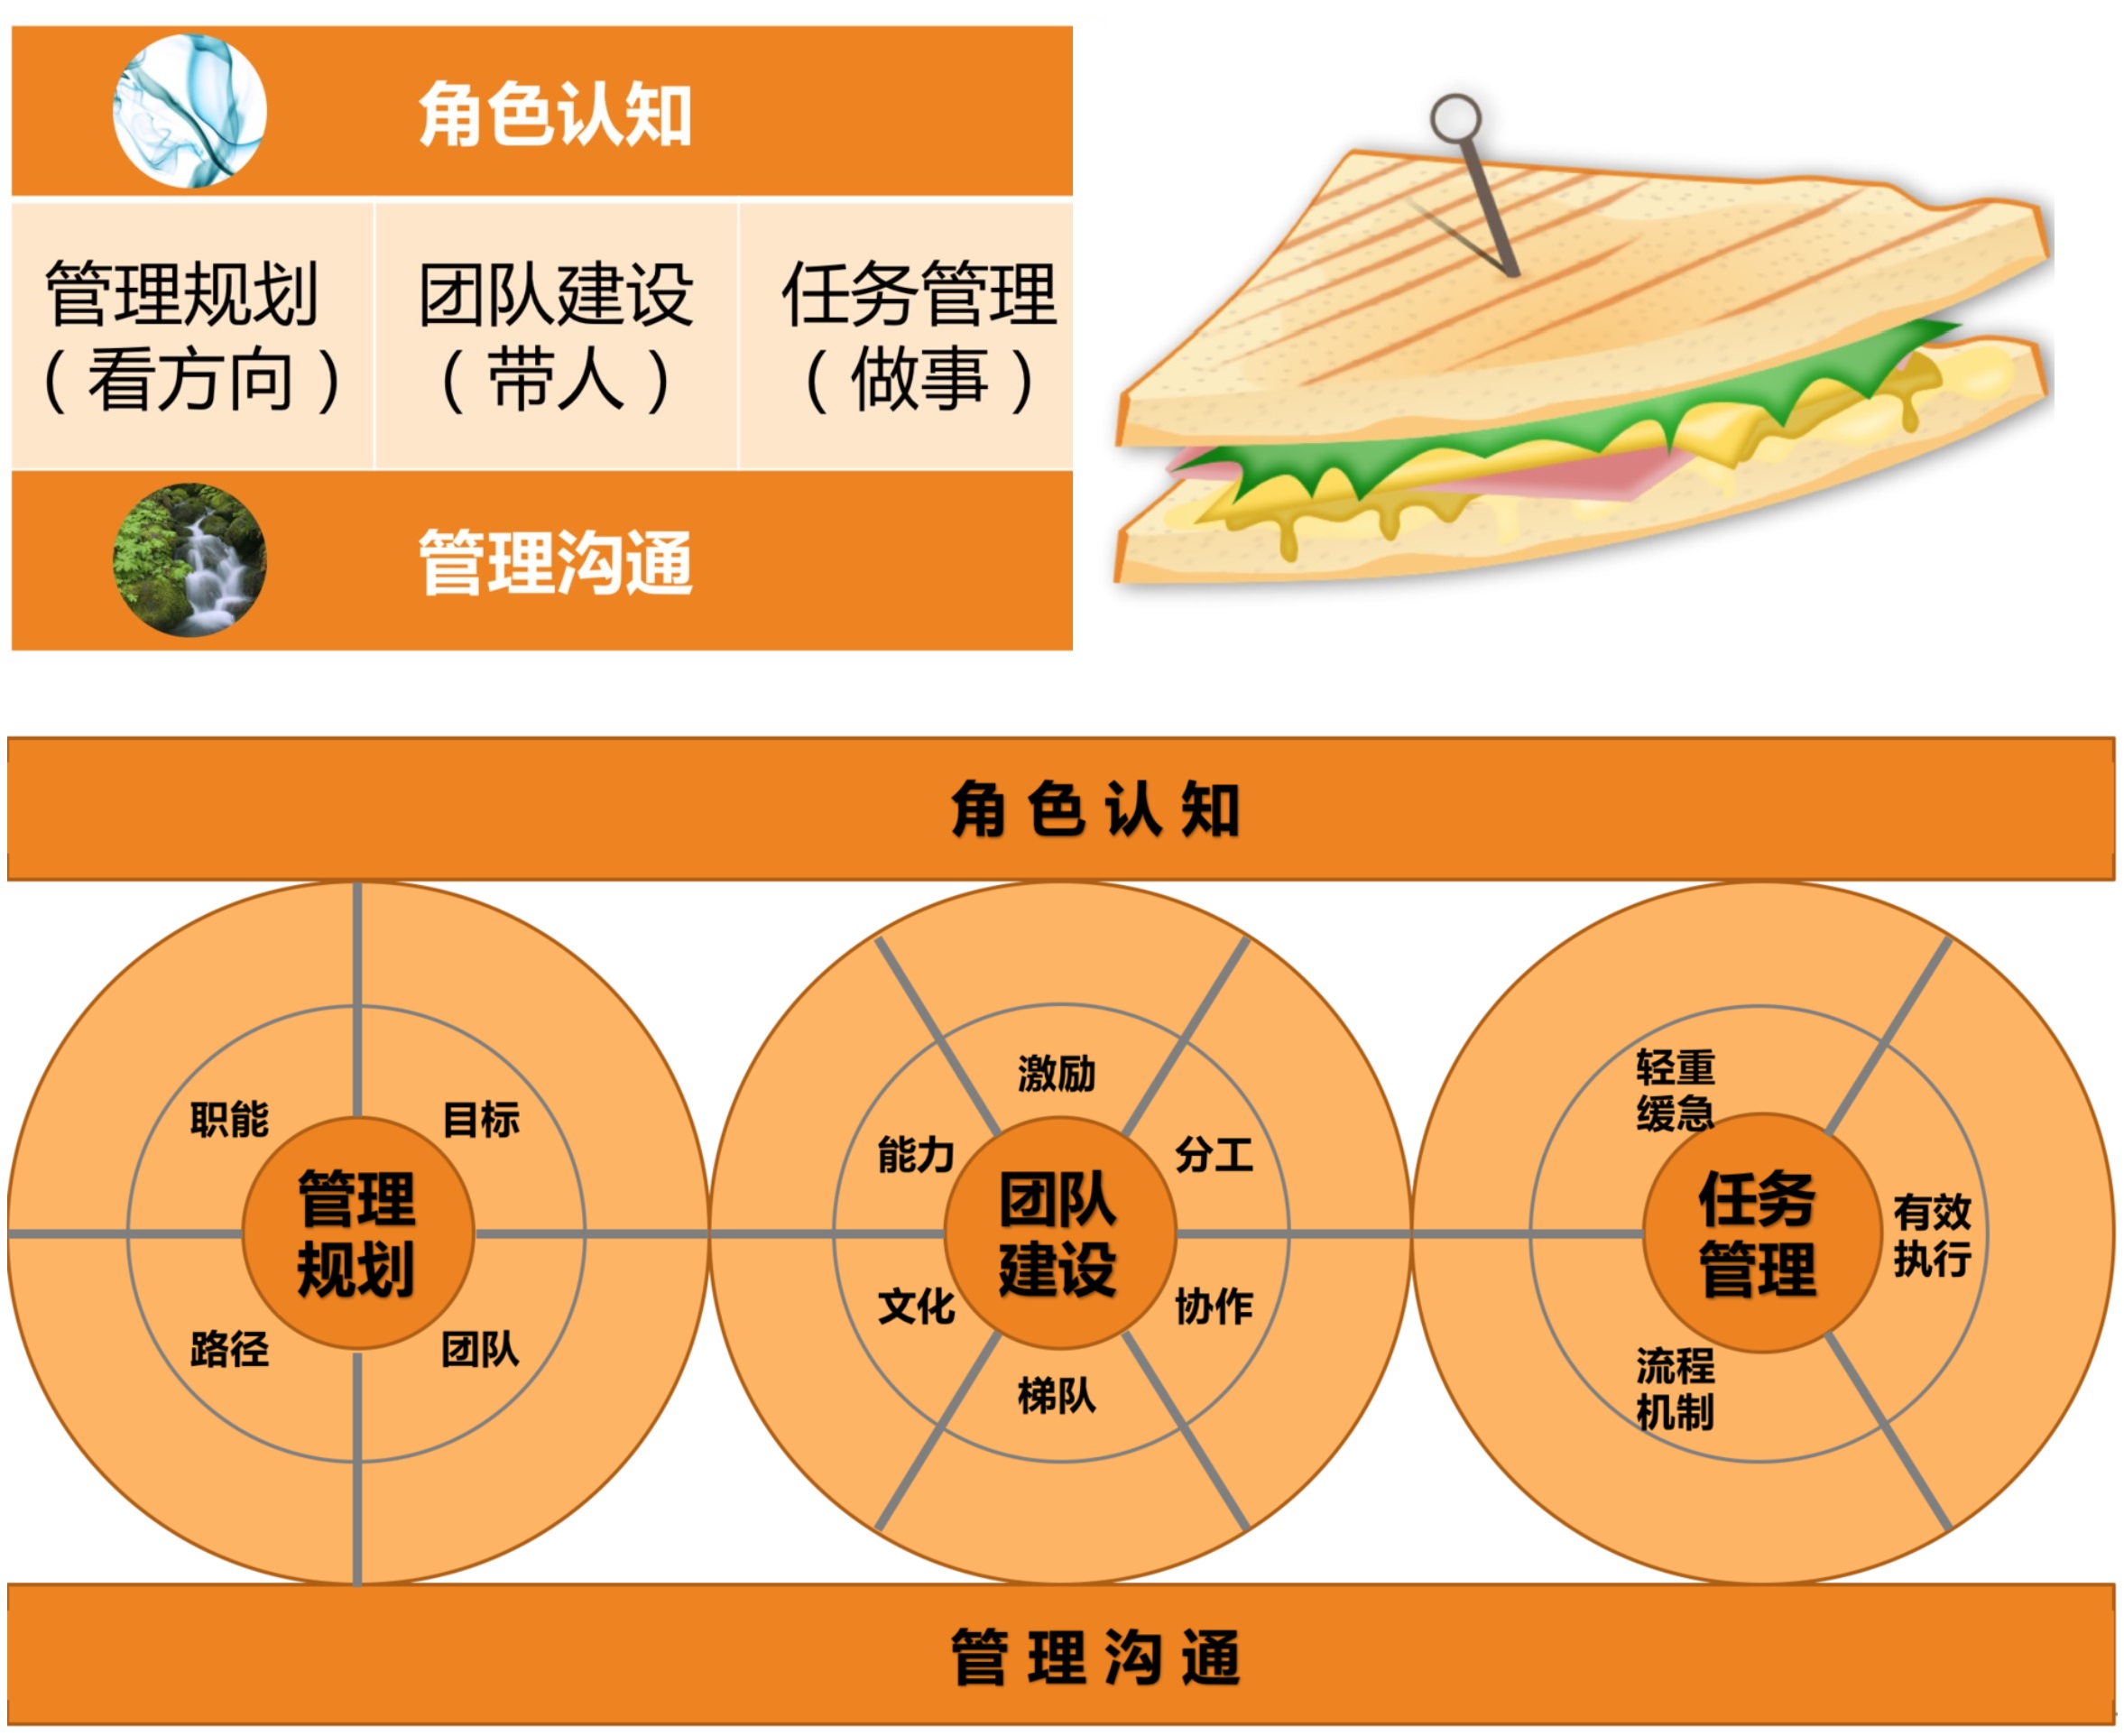 角色认知
管理规划
（看方向）
团队建设
（带人）
任务管理
（做事）
管理沟通
角色认知
职能
目标
管理
规划
路径
团队
激励
能力
分工
团队
建设
文化
协作
梯队
轻重
缓急
任务
管理
有效
执行
流程
机制
管理沟通